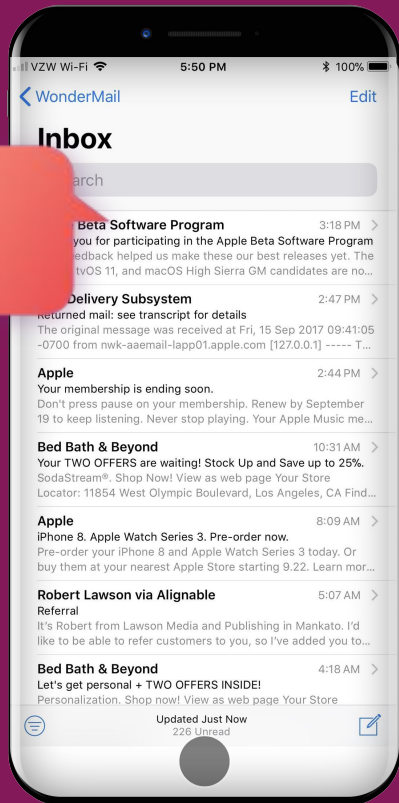 VZW Wi-Fi 5:50 PM 100%
WonderMail Edit
Inbox
Beta Software Program 3:18 PM
you for participating in the Apple Beta Software Program
helped us make these our best releases yet. The
tvOS 11, and macOS High Sierra GM candidates are no...
Delivery Subsystem 2:47 PM
Returned mail: see transcript for details
The original message was received at Fri, 15 Sep 2017 09:41:05
-0700 from nwk-aaemail-lapp01.apple.com [127.0.0.1] ----- T...
Apple 2:44 PM
Your membership is ending soon.
Don't press pause on your membership. Renew by September
19 to keep listening. Never stop playing. Your Apple Music me...
Bed Bath & Beyond 10:31 AM
Your TWO OFFERS are waiting! Stock Up and Save up to 25%.
SodaStream®. Shop Now! View as web page Your Store
Locator: 11854 West Olympic Boulevard, Los Angeles, CA Find...
Apple 8:09 AM
iPhone 8. Apple Watch Series 3. Pre-order now.
Pre-order your iPhone 8 and Apple Watch Series 3 today. Or
buy them at your nearest Apple Store starting 9.22. Learn mor...
Robert Lawson via Alignable 5:07 AM
Referral
It's Robert from Lawson Media and Publishing in Mankato. I'd
like to be able to refer customers to you, so I've added you to...
Bed Bath & Beyond 4:18 AM
Let's get personal + TWO OFFERS INSIDE!
Personalization. Shop now! View as web page Your Store
Updated Just Now
226 Unread